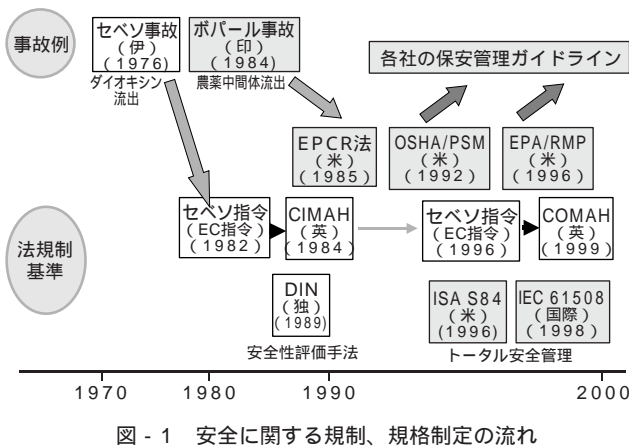 事故例
セベソ事故
(伊)
(1976)
ダイオキシン
流出
ボパール事故
(印)
(1984)
農薬中間体流出
各社の保安管理ガイドライン
EPCR法
(米)
(1985)
OSHA/PSM
(米)
(1992)
EPA/RMP
(米)
(1996)
法規制
基準
セベソ指令
(EC指令)
(1982)
CIMAH
(英)
(1984)
セベソ指令
(EC指令)
(1996)
COMAH
(英)
(1999)
DIN
(独)
(1989)
安全性評価手法
ISA S84
(米)
(1996)
IEC 61508
(国際)
(1998)
トータル安全管理
1970
1980
1990
2000
図 - 1 安全に関する規制、規格制定の流れ